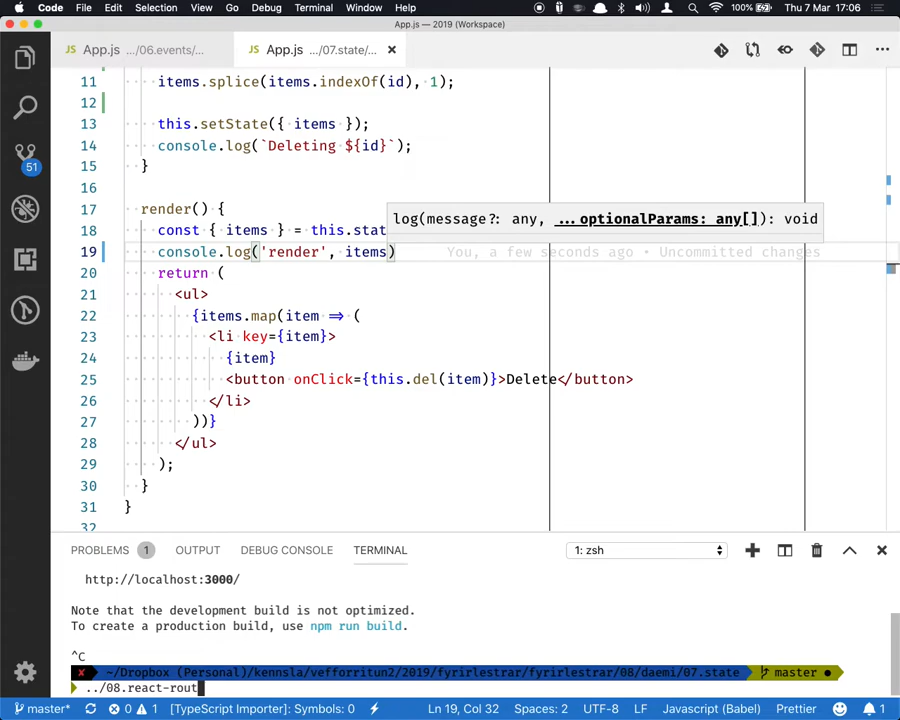 Code File Edit Selection View Go Debug Terminal Window Help 100% Thu 7 Mar 17:06
App.js — 2019 (Workspace)
JS App.js .../06.events/...
JS App.js .../07.state/...
11 items.splice(items.indexOf(id), 1);
12
13 this.setState({ items });
14 console.log(`Deleting ${id}`);
15 }
16
17 render() {
18 const { items } = this.stat
log(message?: any, ...optionalParams: any[]): void
19 console.log('render', items) You, a few seconds ago • Uncommitted changes
20 return (
21 <ul>
22 {items.map(item => (
23 <li key={item}>
24 {item}
25 <button onClick={this.del(item)}>Delete</button>
26 </li>
27 ))}
28 </ul>
29 );
30 }
31 }
32
51
PROBLEMS 1 OUTPUT DEBUG CONSOLE TERMINAL 1: zsh
http://localhost:3000/
Note that the development build is not optimized.
To create a production build, use npm run build.
^C
✘ ~/Dropbox (Personal)/kennsla/vefforritun2/2019/fyrirlestrar/fyrirlestrar/08/daemi/07.state master ●
../08.react-rout
master* 0 1 [TypeScript Importer]: Symbols: 0 Ln 19, Col 32 Spaces: 2 UTF-8 LF Javascript (Babel) Prettier 1